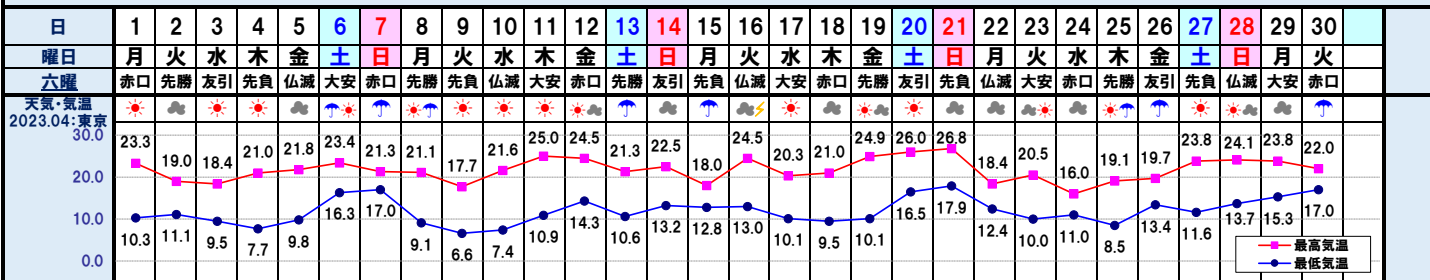 日 1 2 3 4 5 6 7 8 9 10 11 12 13 14 15 16 17 18 19 20 21 22 23 24 25 26 27 28 29 30
曜日 月 火 水 木 金 土 日 月 火 水 木 金 土 日 月 火 水 木 金 土 日 月 火 水 木 金 土 日 月 火
六曜 赤口 先勝 友引 先負 仏滅 大安 赤口 先勝 先負 仏滅 大安 赤口 先勝 友引 先負 仏滅 大安 赤口 先勝 友引 先負 仏滅 大安 赤口 先勝 友引 先負 仏滅 大安 赤口
天気・気温
2023.04:東京
30.0
20.0
10.0
0.0
23.3 19.0 18.4 21.0 21.8 23.4 21.3 21.1 17.7 21.6 25.0 24.5 21.3 22.5 18.0 24.5 20.3 21.0 24.9 26.0 26.8 18.4 20.5 16.0 19.1 19.7 23.8 24.1 23.8 22.0
10.3 11.1 9.5 7.7 9.8 16.3 17.0 9.1 6.6 7.4 10.9 14.3 10.6 13.2 12.8 13.0 10.1 9.5 10.1 16.5 17.9 12.4 10.0 11.0 8.5 13.4 11.6 13.7 15.3 17.0
最高気温
最低気温